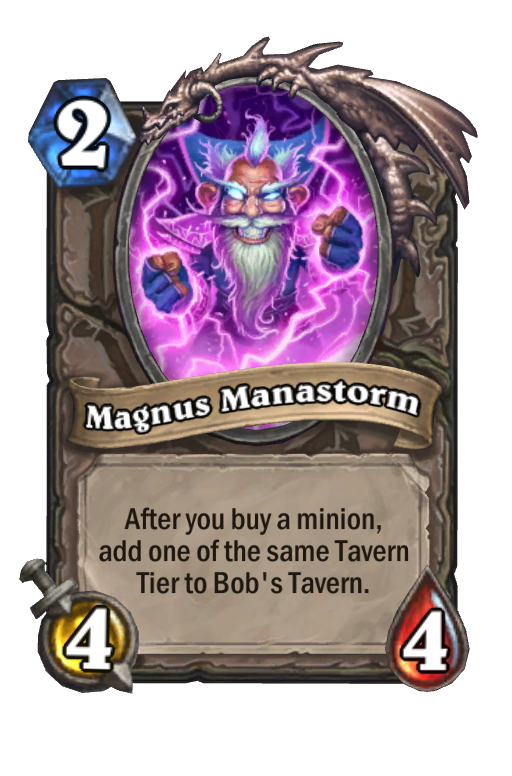 2
Magnus Manastorm
After you buy a minion,
add one of the same Tavern
Tier to Bob's Tavern.
4 4